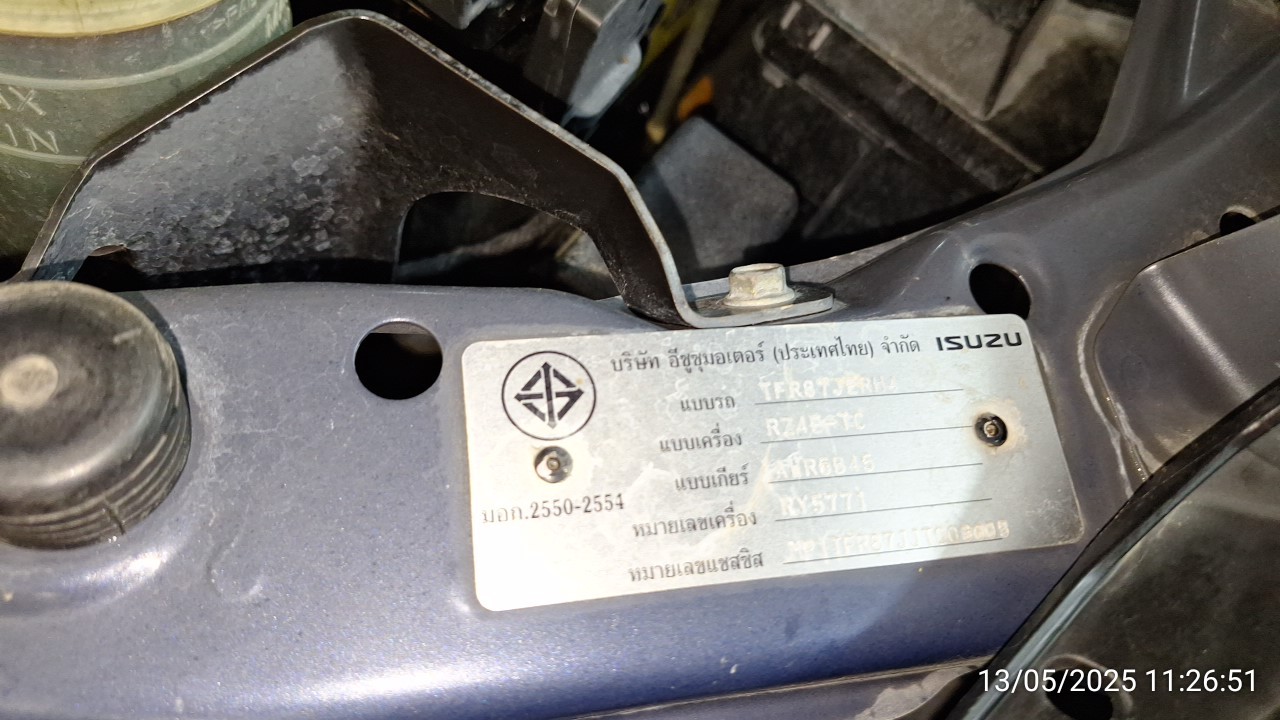 MAX
MIN
บริษัท อีซูซุมอเตอร์ (ประเทศไทย) จำกัด ISUZU
แบบรถ
แบบเครื่อง
แบบเกียร์
มอก.2550-2554
หมายเลขเครื่อง RY5771
หมายเลขแชสซิส
13/05/2025 11:26:51